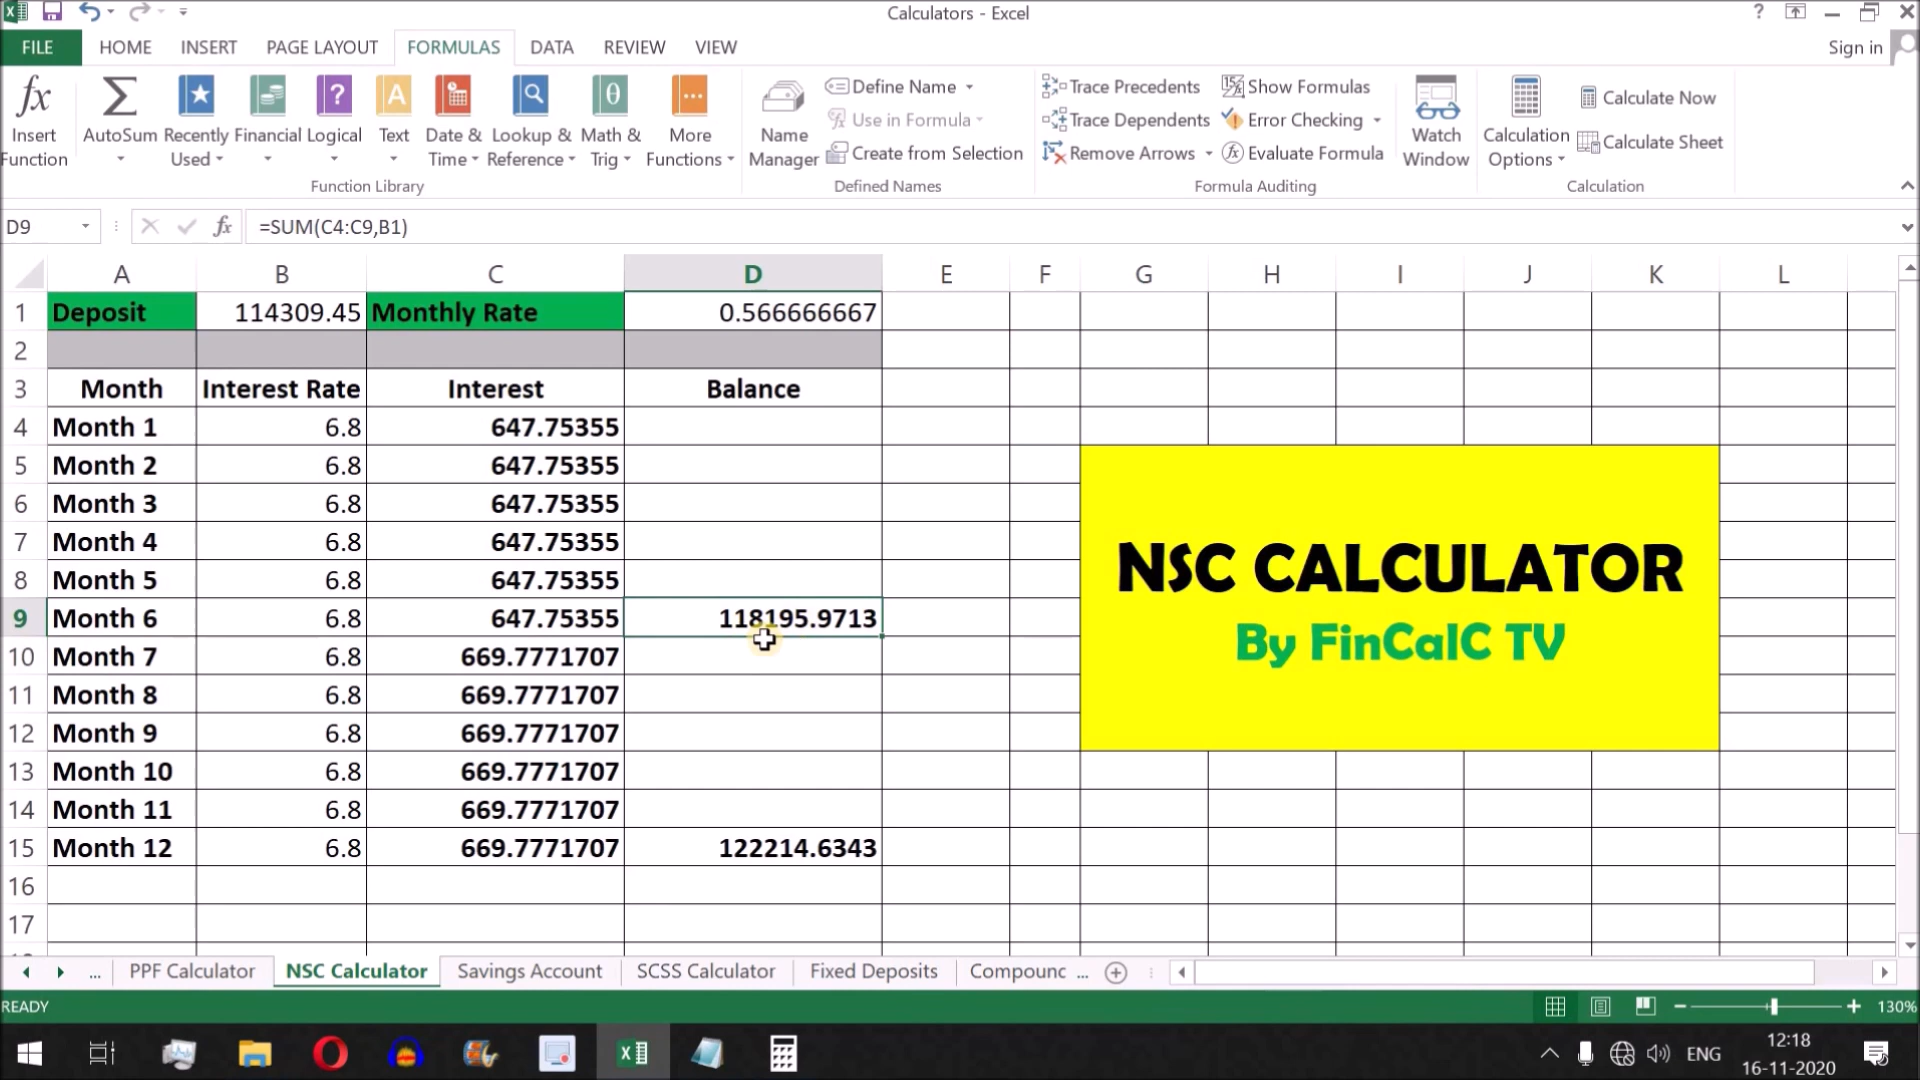 Calculators - Excel
?
FILE HOME INSERT PAGE LAYOUT FORMULAS DATA REVIEW VIEW Sign in
fx Insert Function
Σ AutoSum
Recently Used
Financial
? Logical
A Text
Date & Time
Lookup & Reference
θ Math & Trig
... More Functions
Function Library
Name Manager
Define Name
Use in Formula
Create from Selection
Defined Names
Trace Precedents
Trace Dependents
Remove Arrows
Show Formulas
Error Checking
fx Evaluate Formula
Formula Auditing
Watch Window
Calculation Options
Calculate Now
Calculate Sheet
Calculation
D9 fx =SUM(C4:C9,B1)
A B C D E F G H I J K L
1 Deposit 114309.45 Monthly Rate 0.566666667
2
3 Month Interest Rate Interest Balance
4 Month 1 6.8 647.75355
5 Month 2 6.8 647.75355
6 Month 3 6.8 647.75355
7 Month 4 6.8 647.75355
8 Month 5 6.8 647.75355
9 Month 6 6.8 647.75355 118195.9713
10 Month 7 6.8 669.7771707
11 Month 8 6.8 669.7771707
12 Month 9 6.8 669.7771707
13 Month 10 6.8 669.7771707
14 Month 11 6.8 669.7771707
15 Month 12 6.8 669.7771707 122214.6343
16
17
NSC CALCULATOR
By FinCalC TV
... PPF Calculator NSC Calculator Savings Account SCSS Calculator Fixed Deposits Compounc ...
READY 130%
ENG
12:18
16-11-2020